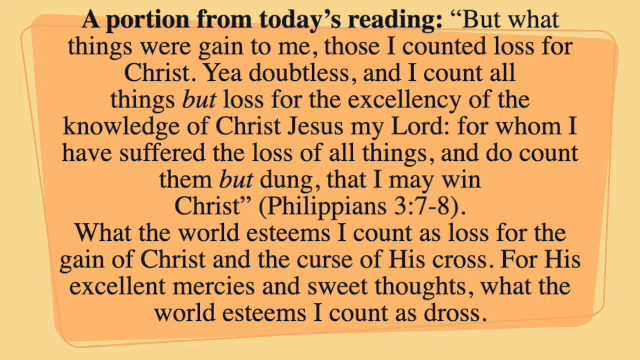 A portion from today’s reading: “But what
things were gain to me, those I counted loss for
Christ. Yea doubtless, and I count all
things but loss for the excellency of the
knowledge of Christ Jesus my Lord: for whom I
have suffered the loss of all things, and do count
them but dung, that I may win
Christ” (Philippians 3:7-8).
What the world esteems I count as loss for the
gain of Christ and the curse of His cross. For His
excellent mercies and sweet thoughts, what the
world esteems I count as dross.